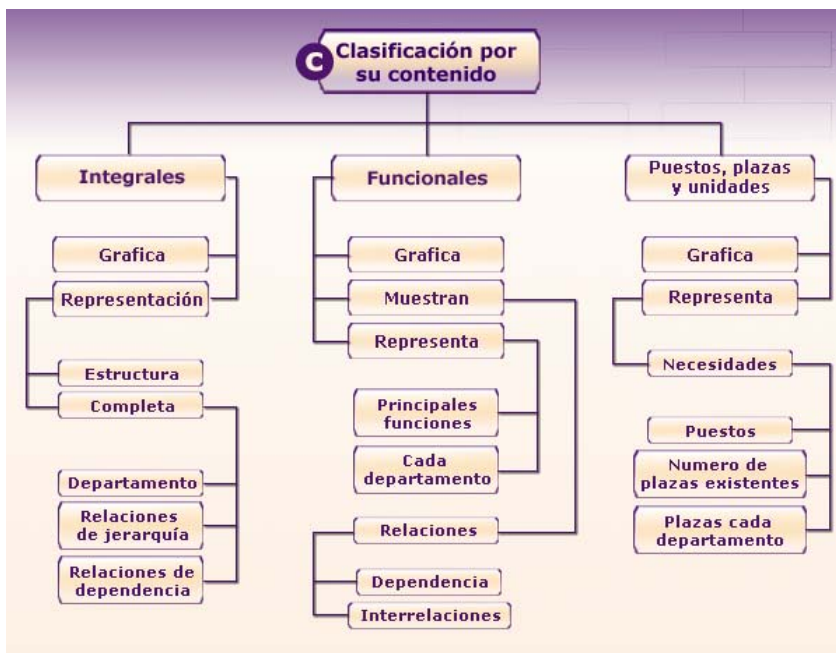 C
Clasificación por
su contenido
Integrales
Grafica
Representación
Estructura
Completa
Departamento
Relaciones
de jerarquía
Relaciones de
dependencia
Funcionales
Grafica
Muestran
Representa
Principales
funciones
Cada
departamento
Relaciones
Dependencia
Interrelaciones
Puestos, plazas
y unidades
Grafica
Representa
Necesidades
Puestos
Numero de
plazas existentes
Plazas cada
departamento